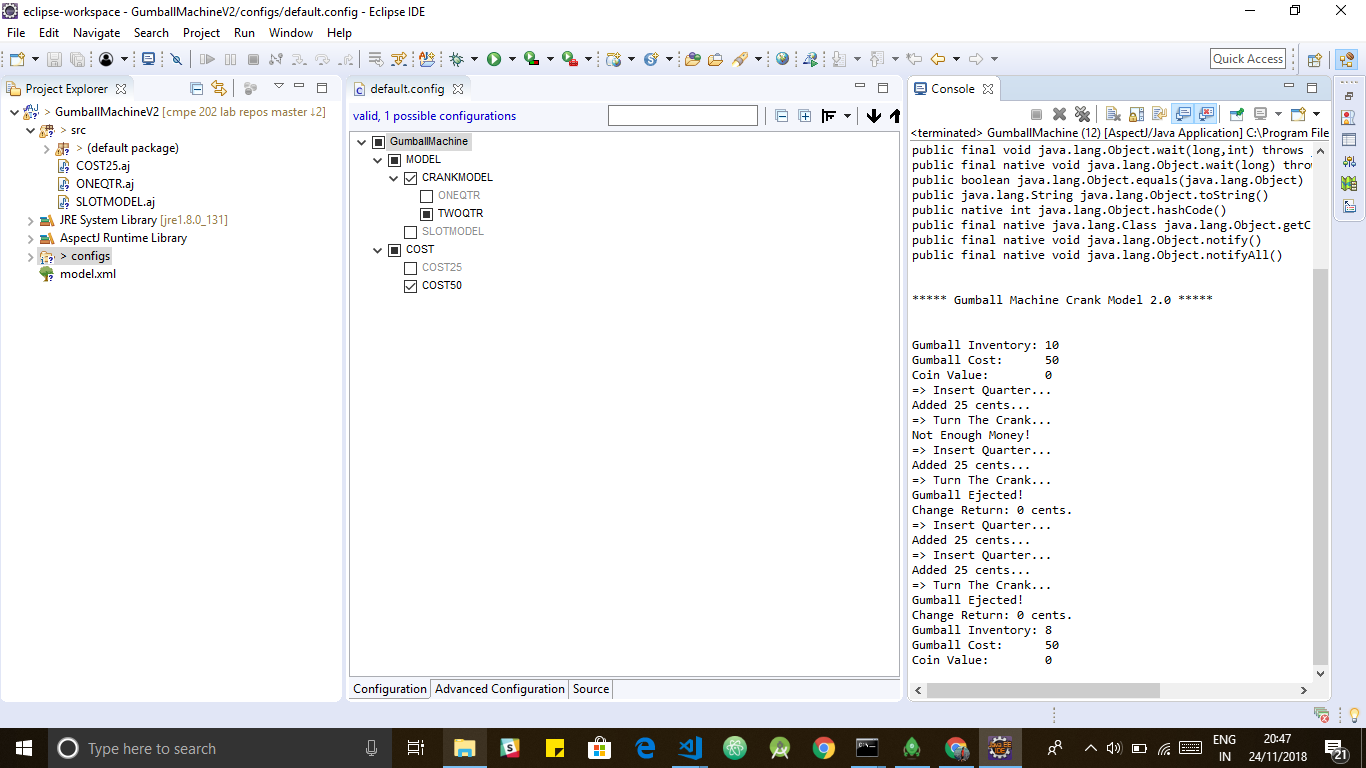 eclipse-workspace - GumballMachineV2/configs/default.config - Eclipse IDE
File Edit Navigate Search Project Run Window Help
Quick Access
Project Explorer
> GumballMachineV2 [cmpe 202 lab repos master ↓2]
> src
> (default package)
COST25.aj
ONEQTR.aj
SLOTMODEL.aj
JRE System Library [jre1.8.0_131]
AspectJ Runtime Library
> configs
model.xml
default.config
valid, 1 possible configurations
GumballMachine
MODEL
CRANKMODEL
ONEQTR
TWOQTR
SLOTMODEL
COST
COST25
COST50
Configuration Advanced Configuration Source
Console
<terminated> GumballMachine (12) [AspectJ/Java Application] C:\Program File
public final void java.lang.Object.wait(long,int) throws
public final native void java.lang.Object.wait(long) throw
public boolean java.lang.Object.equals(java.lang.Object)
public java.lang.String java.lang.Object.toString()
public native int java.lang.Object.hashCode()
public final native java.lang.Class java.lang.Object.getC
public final native void java.lang.Object.notify()
public final native void java.lang.Object.notifyAll()
***** Gumball Machine Crank Model 2.0 *****
Gumball Inventory: 10
Gumball Cost: 50
Coin Value: 0
=> Insert Quarter...
Added 25 cents...
=> Turn The Crank...
Not Enough Money!
=> Insert Quarter...
Added 25 cents...
=> Turn The Crank...
Gumball Ejected!
Change Return: 0 cents.
=> Insert Quarter...
Added 25 cents...
=> Insert Quarter...
Added 25 cents...
=> Turn The Crank...
Gumball Ejected!
Change Return: 0 cents.
Gumball Inventory: 8
Gumball Cost: 50
Coin Value: 0
Type here to search
ENG
IN
20:47
24/11/2018
21